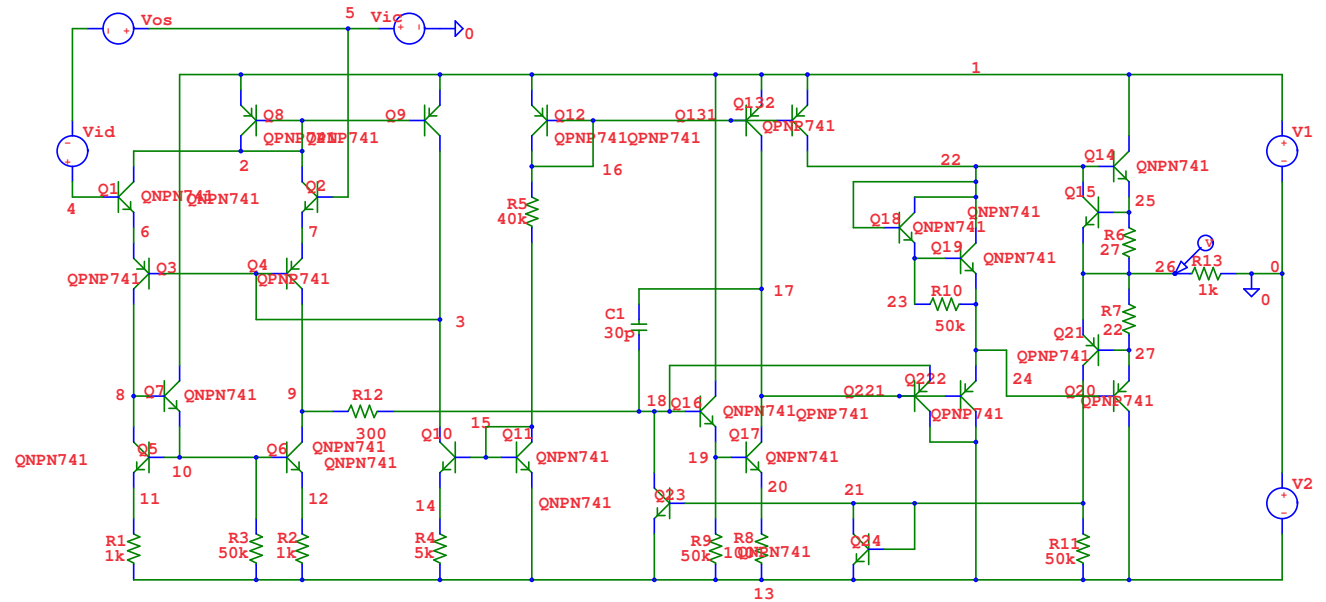 Vos
5
Vic
0
1
Q8
Q9
Q12
Q131
Q132
QPNP741
QPNP741
QPNP741
QPNP741
QPNP741
Vid
V1
2
16
22
Q14
QNPN741
Q1
QNPN741
QNPN741
Q2
Q15
4
R5
40k
25
QNPN741
Q18
QNPN741
6
7
R6
27
V
Q3
Q4
Q19
QNPN741
QPNP741
QPNP741
26
R13
1k
0
0
17
23
R10
50k
C1
30p
3
R7
22
Q21
QPNP741
27
8
Q7
QNPN741
9
R12
300
18
Q16
QNPN741
Q221
QPNP741
Q222
QPNP741
24
Q20
QPNP741
15
Q10
Q11
Q5
QNPN741
10
Q6
QNPN741
QNPN741
QNPN741
19
Q17
QNPN741
11
12
14
QNPN741
20
21
Q23
V2
R1
1k
R3
50k
R2
1k
R4
5k
R9
50k
R8
QNPN741
Q24
R11
50k
13